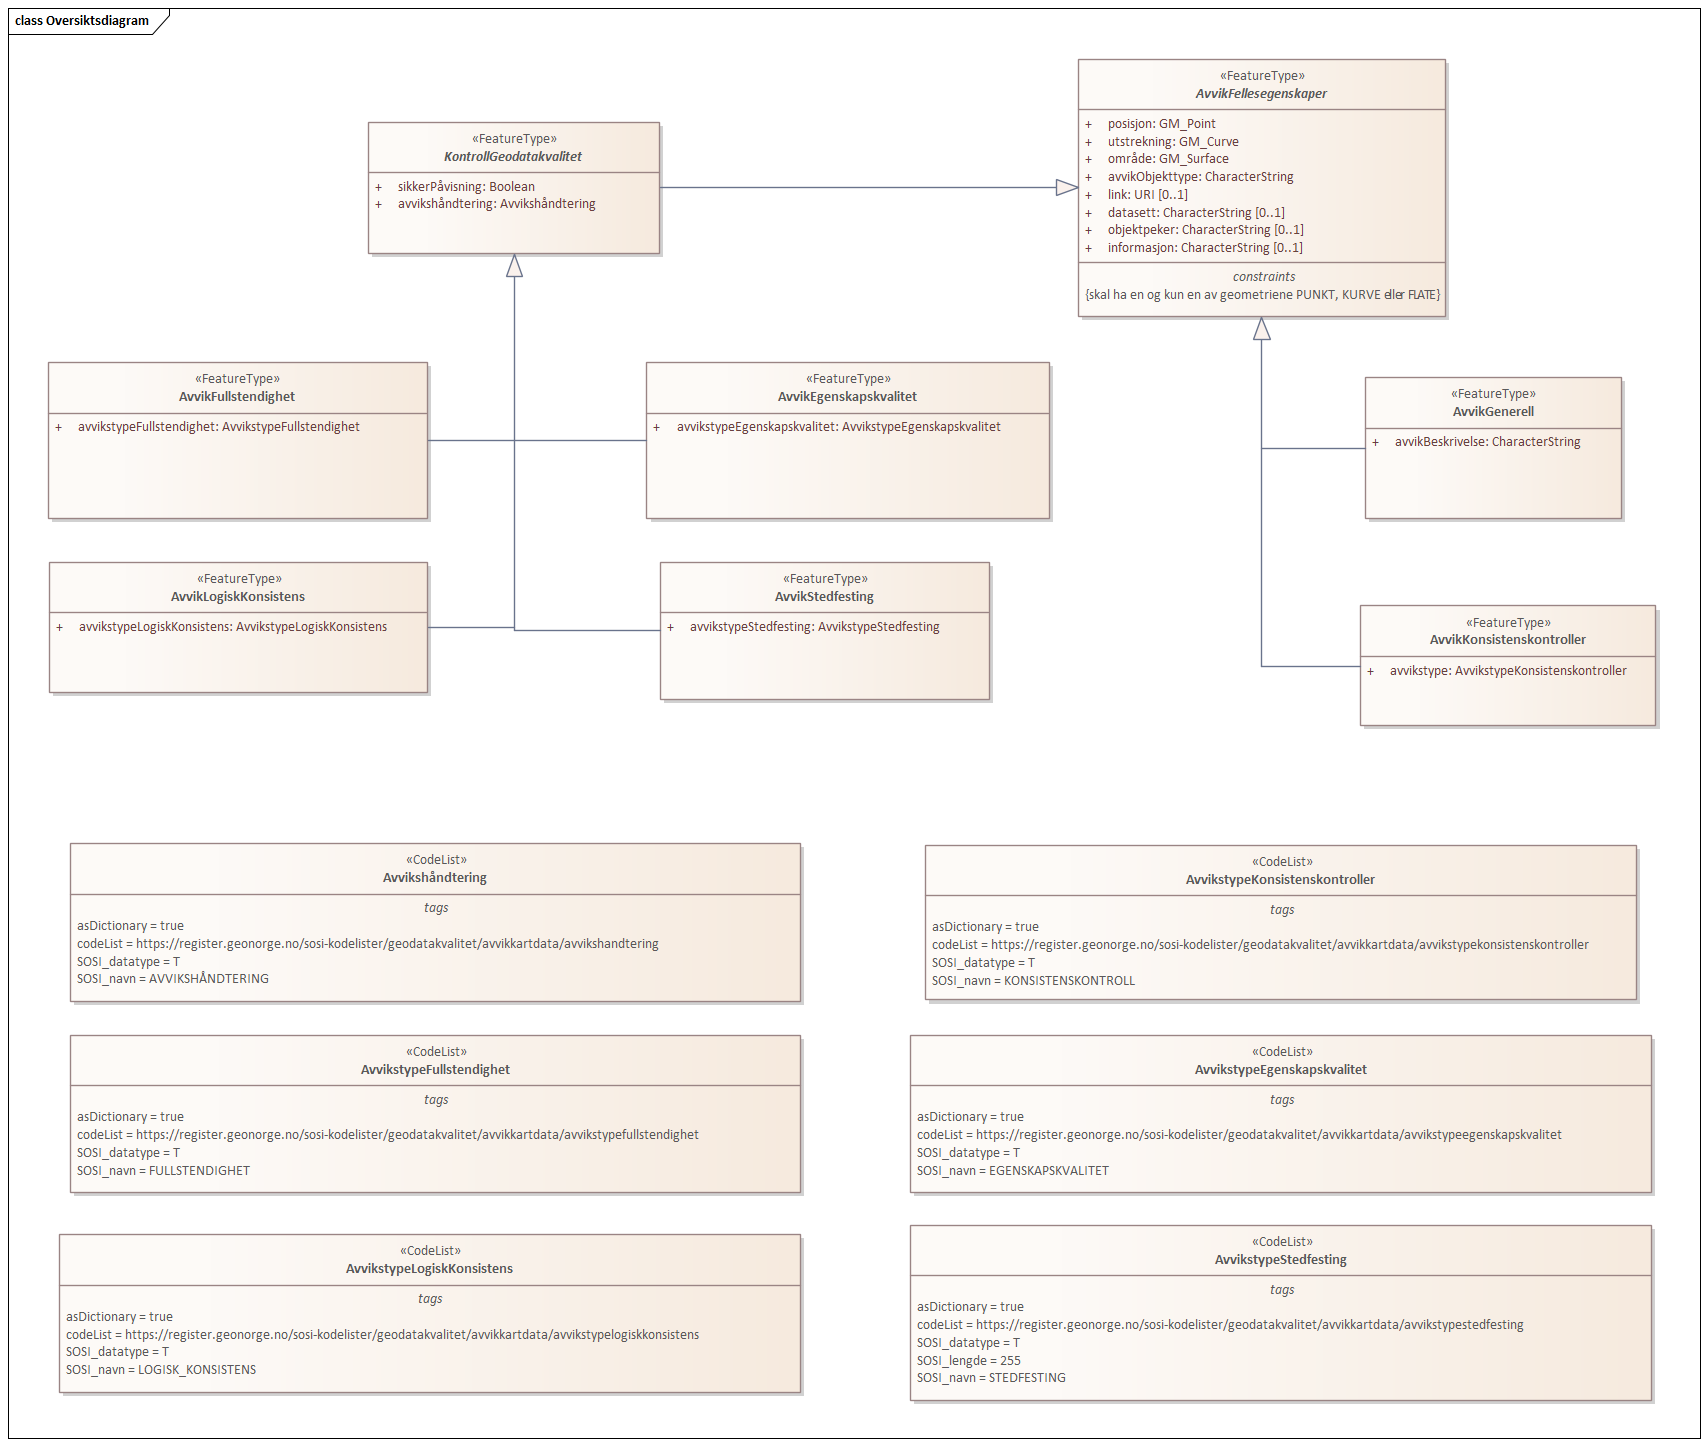 class Oversiktsdiagram
«FeatureType»
AvvikFellesegenskaper
+ posisjon: GM_Point
+ utstrekning: GM_Curve
+ område: GM_Surface
+ avvikObjekttype: CharacterString
+ link: URI [0..1]
+ datasett: CharacterString [0..1]
+ objektpeker: CharacterString [0..1]
+ informasjon: CharacterString [0..1]
constraints
{skal ha en og kun en av geometriene PUNKT, KURVE eller FLATE}
«FeatureType»
KontrollGeodatakvalitet
+ sikkerPåvisning: Boolean
+ avvikshåndtering: Avvikshåndtering
«FeatureType»
AvvikFullstendighet
+ avvikstypeFullstendighet: AvvikstypeFullstendighet
«FeatureType»
AvvikEgenskapskvalitet
+ avvikstypeEgenskapskvalitet: AvvikstypeEgenskapskvalitet
«FeatureType»
AvvikGenerell
+ avvikBeskrivelse: CharacterString
«FeatureType»
AvvikLogiskKonsistens
+ avvikstypeLogiskKonsistens: AvvikstypeLogiskKonsistens
«FeatureType»
AvvikStedfesting
+ avvikstypeStedfesting: AvvikstypeStedfesting
«FeatureType»
AvvikKonsistenskontroller
+ avvikstype: AvvikstypeKonsistenskontroller
«CodeList»
Avvikshåndtering
tags
asDictionary = true
codeList = https://register.geonorge.no/sosi-kodelister/geodatakvalitet/avvikkartdata/avvikshandtering
SOSI_datatype = T
SOSI_navn = AVVIKSHÅNDTERING
«CodeList»
AvvikstypeKonsistenskontroller
tags
asDictionary = true
codeList = https://register.geonorge.no/sosi-kodelister/geodatakvalitet/avvikkartdata/avvikstypekonsistenskontroller
SOSI_datatype = T
SOSI_navn = KONSISTENSKONTROLL
«CodeList»
AvvikstypeFullstendighet
tags
asDictionary = true
codeList = https://register.geonorge.no/sosi-kodelister/geodatakvalitet/avvikkartdata/avvikstypefullstendighet
SOSI_datatype = T
SOSI_navn = FULLSTENDIGHET
«CodeList»
AvvikstypeEgenskapskvalitet
tags
asDictionary = true
codeList = https://register.geonorge.no/sosi-kodelister/geodatakvalitet/avvikkartdata/avvikstypeegenskapskvalitet
SOSI_datatype = T
SOSI_navn = EGENSKAPSKVALITET
«CodeList»
AvvikstypeLogiskKonsistens
tags
asDictionary = true
codeList = https://register.geonorge.no/sosi-kodelister/geodatakvalitet/avvikkartdata/avvikstypelogiskkonsistens
SOSI_datatype = T
SOSI_navn = LOGISK_KONSISTENS
«CodeList»
AvvikstypeStedfesting
tags
asDictionary = true
codeList = https://register.geonorge.no/sosi-kodelister/geodatakvalitet/avvikkartdata/avvikstypestedfesting
SOSI_datatype = T
SOSI_lengde = 255
SOSI_navn = STEDFESTING